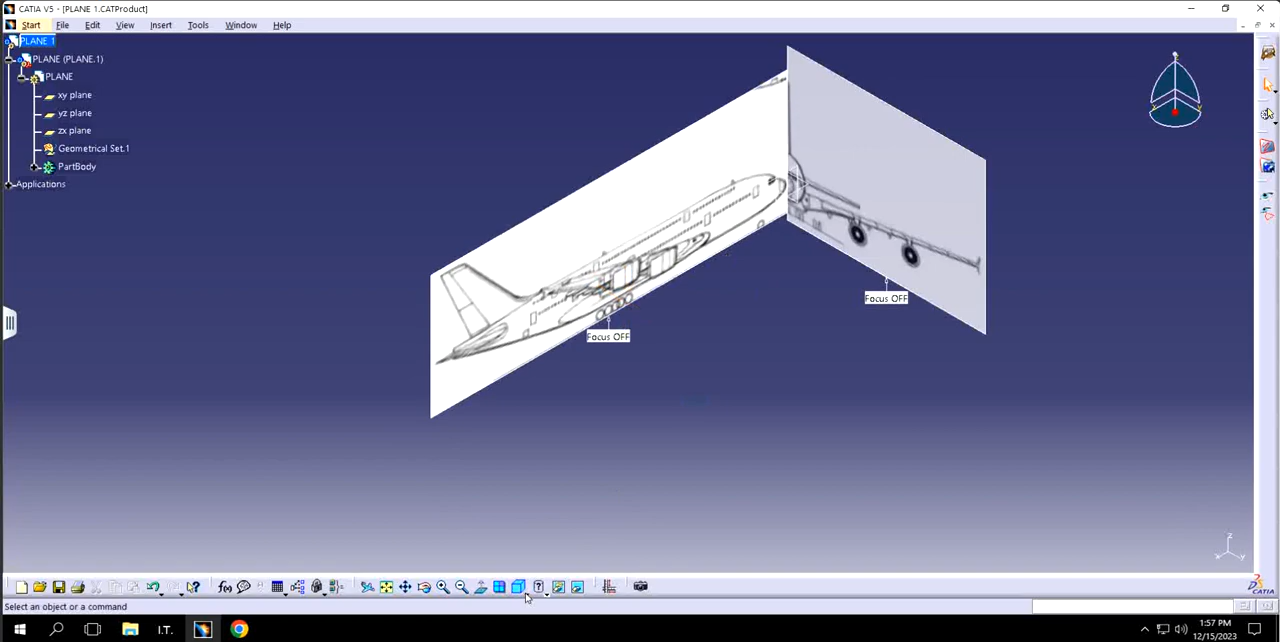 CATIA V5 - [PLANE 1.CATProduct]
Start File Edit View Insert Tools Window Help
PLANE 1
PLANE (PLANE.1)
PLANE
xy plane
yz plane
zx plane
Geometrical Set.1
PartBody
Applications
Focus OFF
Focus OFF
z
x y
f(x)
CATIA
Select an object or a command
I.T.
1:57 PM
12/15/2023